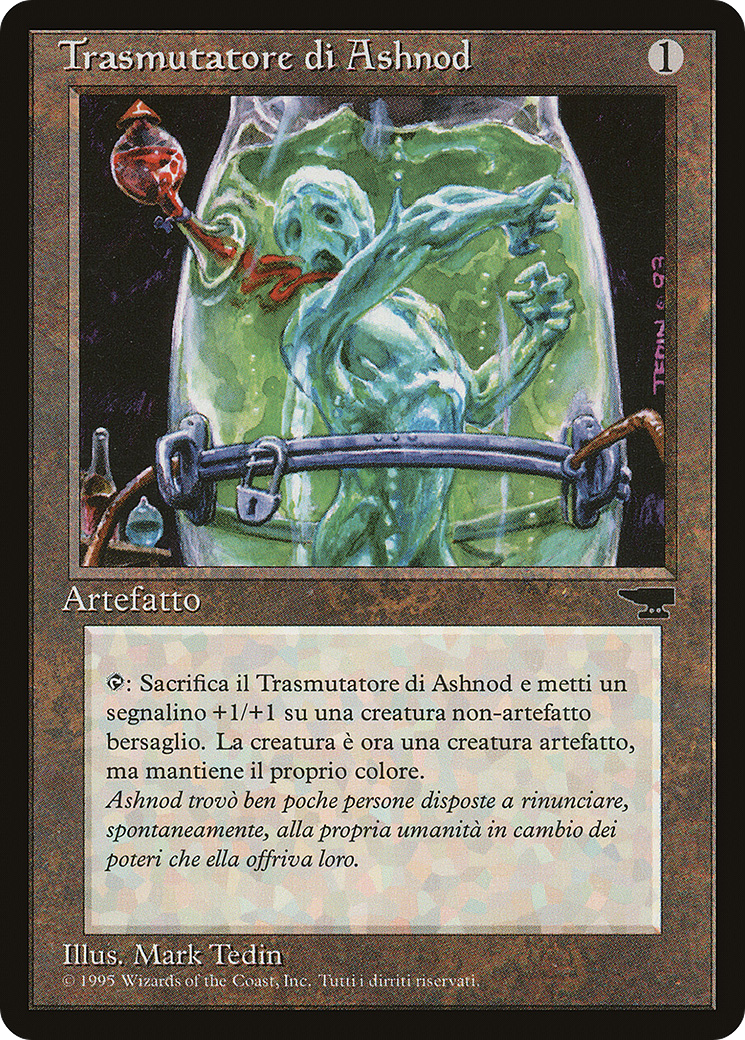 Trasmutatore di Ashnod 1
TEDIN © 93
Artefatto
: Sacrifica il Trasmutatore di Ashnod e metti un
segnalino +1/+1 su una creatura non-artefatto
bersaglio. La creatura è ora una creatura artefatto,
ma mantiene il proprio colore.
Ashnod trovò ben poche persone disposte a rinunciare,
spontaneamente, alla propria umanità in cambio dei
poteri che ella offriva loro.
Illus. Mark Tedin
© 1995 Wizards of the Coast, Inc. Tutti i dirriti riservati.